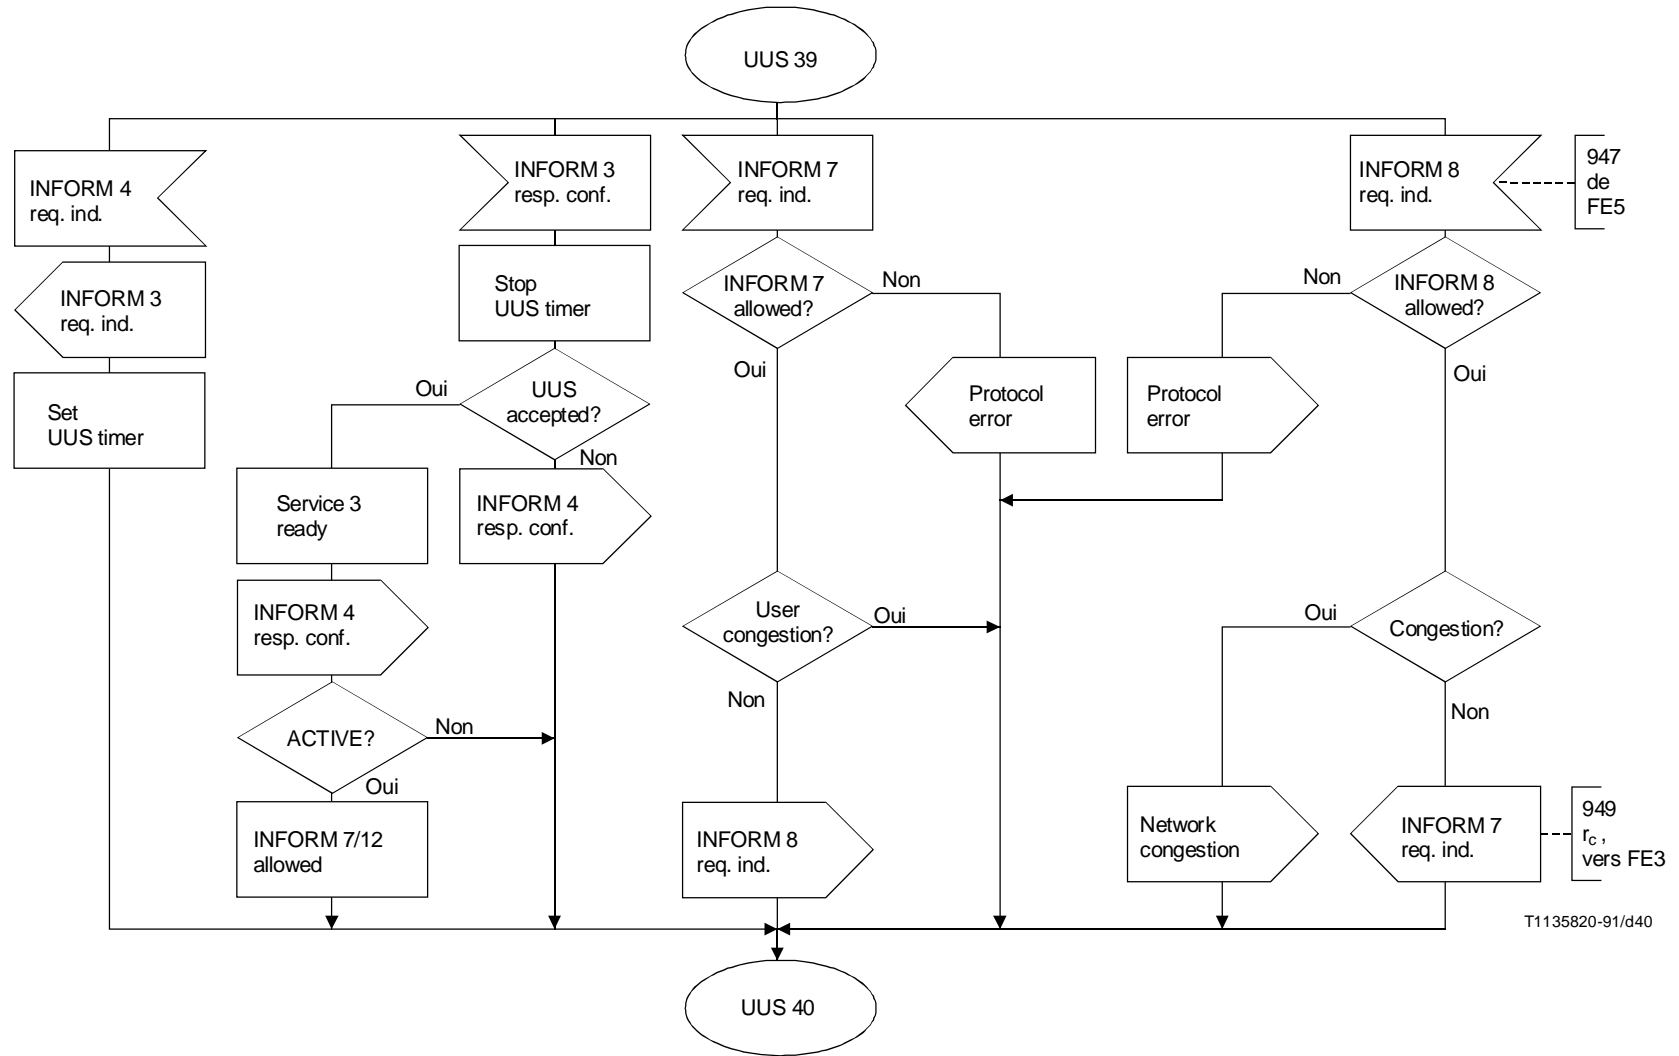 UUS 39
INFORM 4
req. ind.
INFORM 3
req. ind.
Set
UUS timer
INFORM 3
resp. conf.
Stop
UUS timer
UUS
accepted?
Oui
Non
Service 3
ready
INFORM 4
resp. conf.
INFORM 4
resp. conf.
ACTIVE?
Non
Oui
INFORM 7/12
allowed
INFORM 7
req. ind.
INFORM 7
allowed?
Non
Oui
Protocol
error
User
congestion?
Oui
Non
INFORM 8
req. ind.
INFORM 8
req. ind.
947
de
FE5
INFORM 8
allowed?
Non
Oui
Protocol
error
Congestion?
Oui
Non
Network
congestion
INFORM 7
req. ind.
949
rc ,
vers FE3
T1135820-91/d40
UUS 40